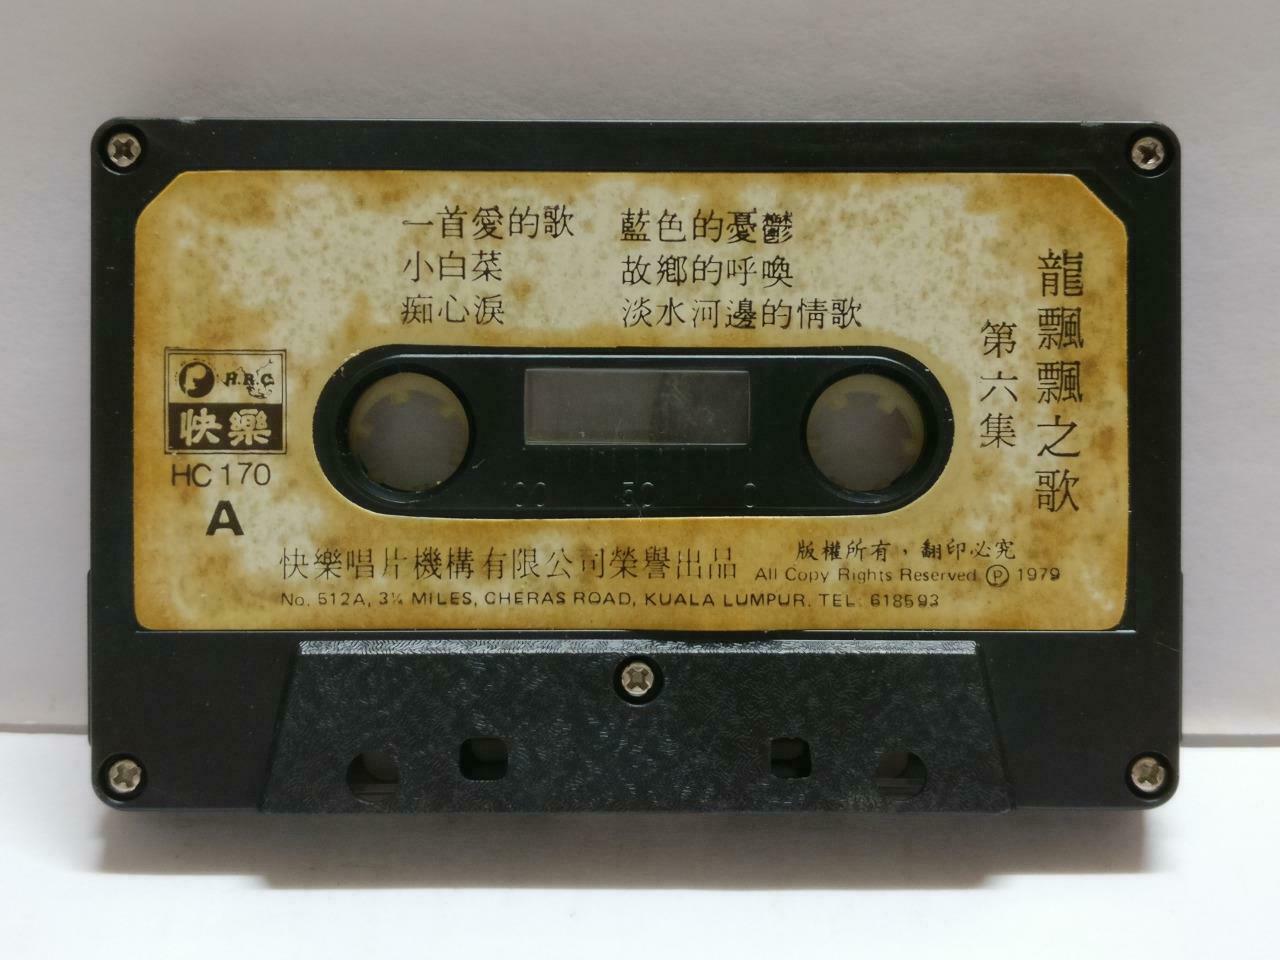 一首愛的歌
小白菜
痴心淚
藍色的憂鬱
故鄉的呼喚
淡水河邊的情歌
龍飄飄之歌
第六集
H.R.C.
快樂
HC 170
A
100 50 0
快樂唱片機構有限公司榮譽出品
版權所有，翻印必究
All Copy Rights Reserved Ⓟ 1979
No. 512A, 3¼ MILES, CHERAS ROAD, KUALA LUMPUR. TEL: 618593